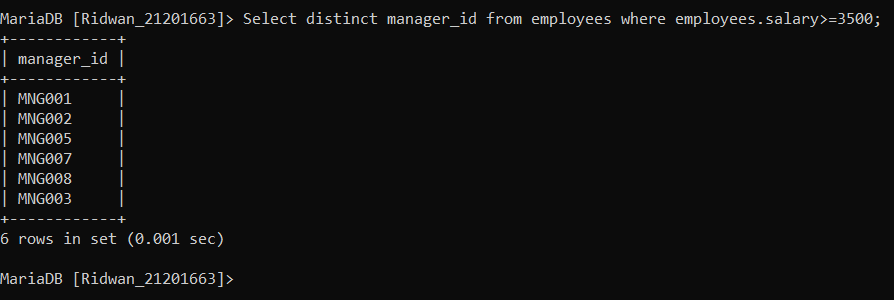 MariaDB [Ridwan_21201663]> Select distinct manager_id from employees where employees.salary>=3500;
+------------+
| manager_id |
+------------+
| MNG001     |
| MNG002     |
| MNG005     |
| MNG007     |
| MNG008     |
| MNG003     |
+------------+
6 rows in set (0.001 sec)
MariaDB [Ridwan_21201663]>